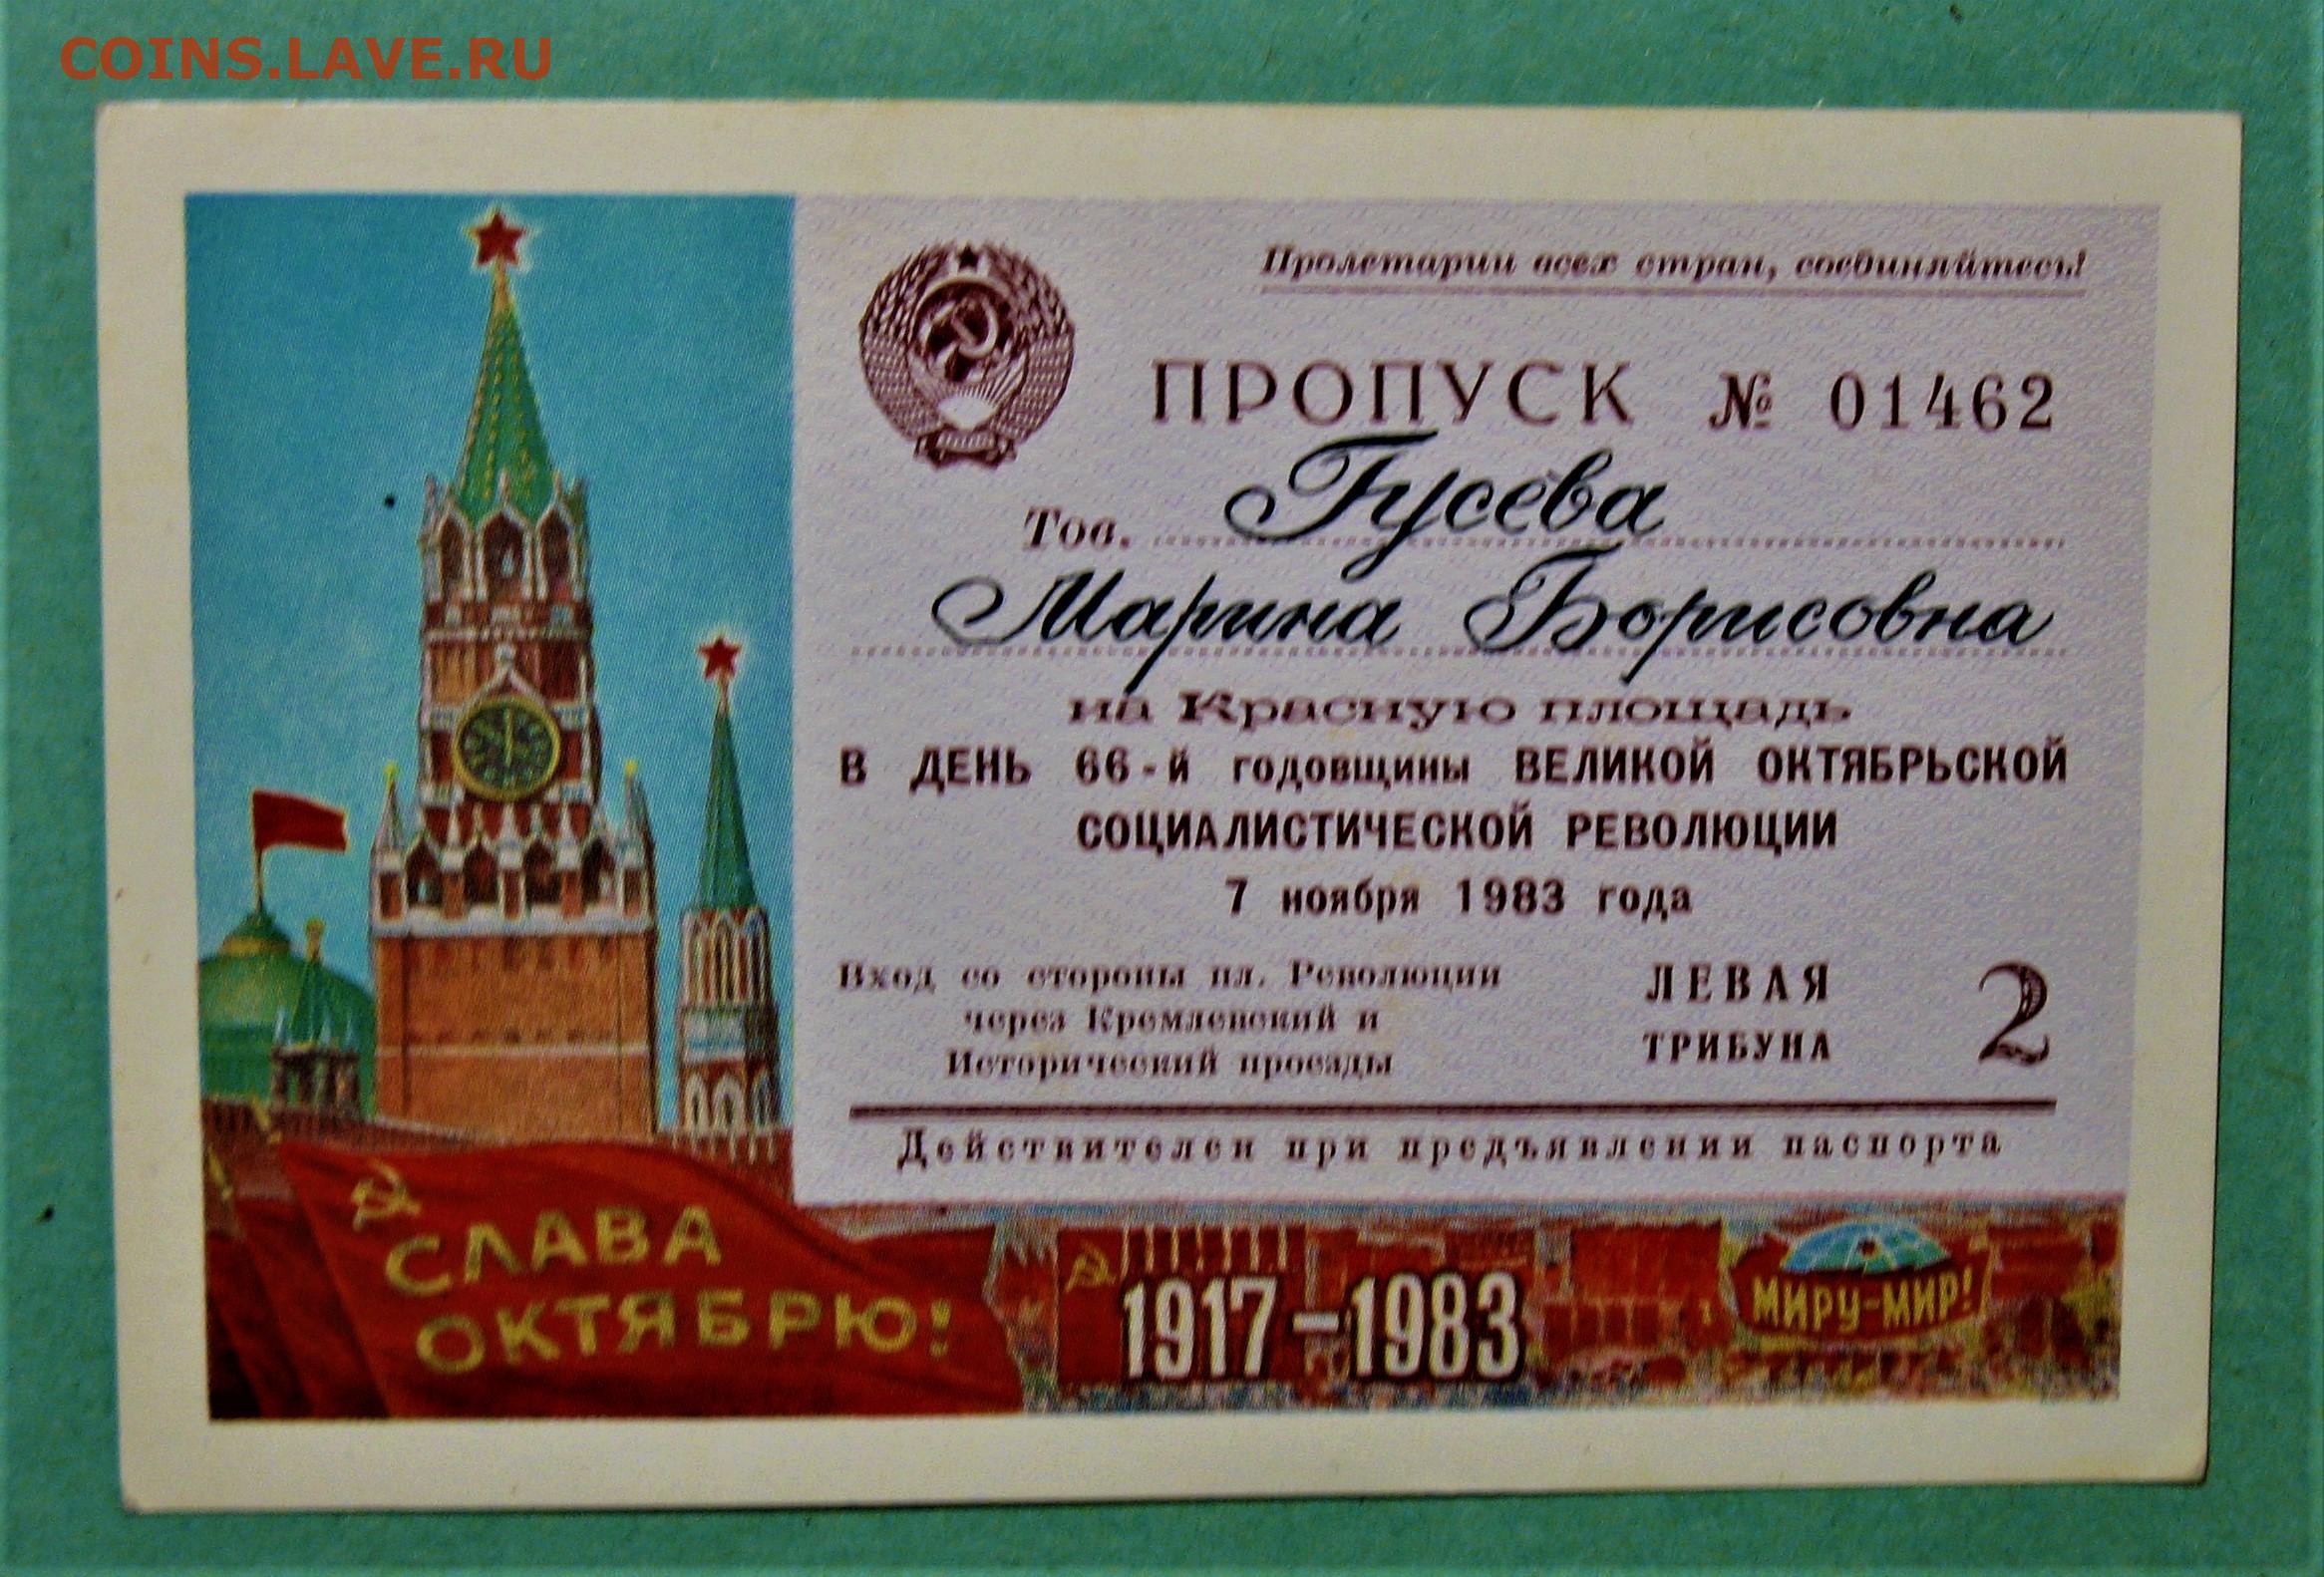 COINS.LAVE.RU
Пролетарии всех стран, соединяйтесь!
ПРОПУСК № 01462
Тов. Гусева
Марина Борисовна
на Красную площадь
В ДЕНЬ 66-й годовщины ВЕЛИКОЙ ОКТЯБРЬСКОЙ
СОЦИАЛИСТИЧЕСКОЙ РЕВОЛЮЦИИ
7 ноября 1983 года
Вход со стороны пл. Революции
через Кремлевский и
Исторический проезды
ЛЕВАЯ
ТРИБУНА
2
Действителен при предъявлении паспорта
СЛАВА
ОКТЯБРЮ!
1917-1983
МИРУ-МИР!